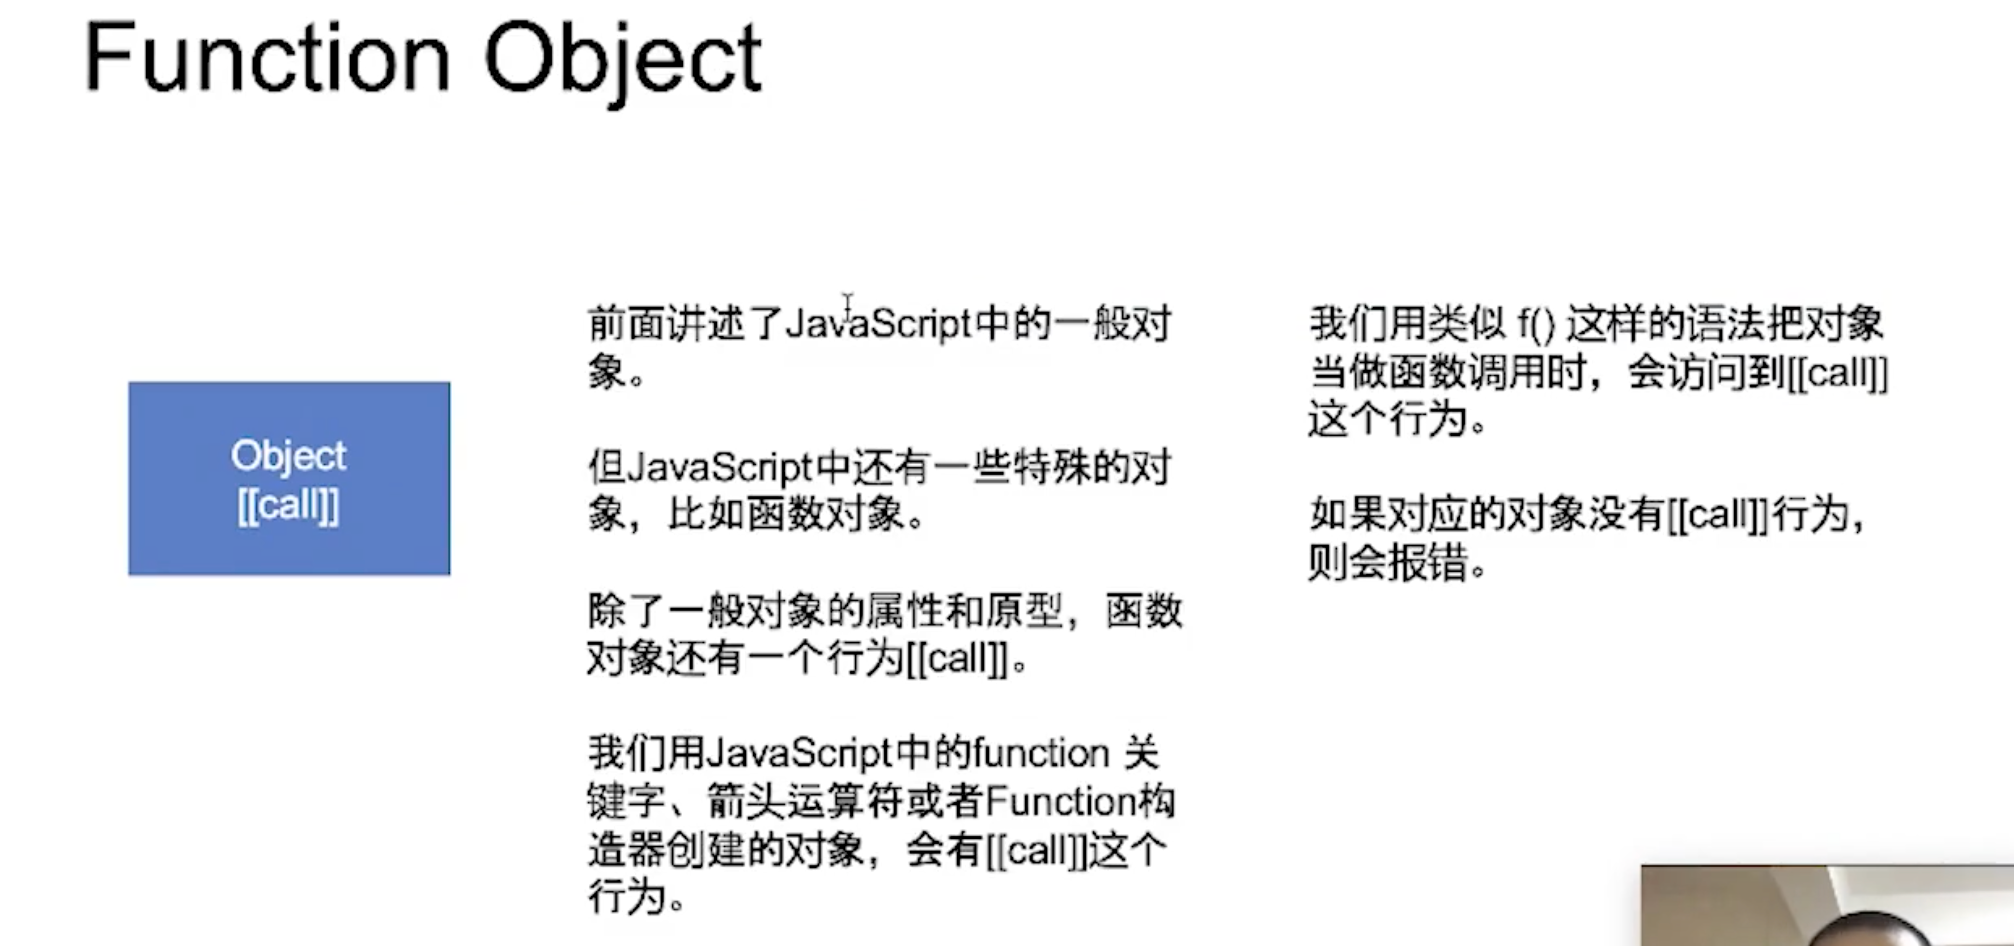 Function Object
Object
[[call]]
前面讲述了JavaScript中的一般对
象。
但JavaScript中还有一些特殊的对
象，比如函数对象。
除了一般对象的属性和原型，函数
对象还有一个行为[[call]]。
我们用JavaScript中的function 关
键字、箭头运算符或者Function构
造器创建的对象，会有[[call]]这个
行为。
我们用类似 f() 这样的语法把对象
当做函数调用时，会访问到[[call]]
这个行为。
如果对应的对象没有[[call]]行为，
则会报错。